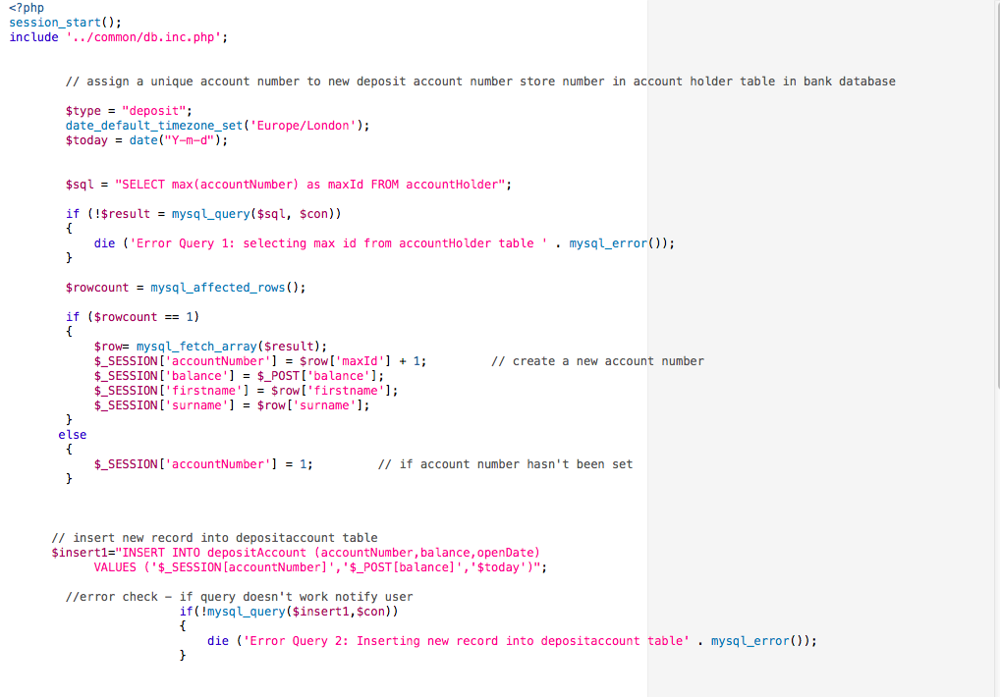 <?php
session_start();
include '../common/db.inc.php';
// assign a unique account number to new deposit account number store number in account holder table in bank database
$type = "deposit";
date_default_timezone_set('Europe/London');
$today = date("Y-m-d");
$sql = "SELECT max(accountNumber) as maxId FROM accountHolder";
if (!$result = mysql_query($sql, $con))
{
die ('Error Query 1: selecting max id from accountHolder table ' . mysql_error());
}
$rowcount = mysql_affected_rows();
if ($rowcount == 1)
{
$row= mysql_fetch_array($result);
$_SESSION['accountNumber'] = $row['maxId'] + 1; // create a new account number
$_SESSION['balance'] = $_POST['balance'];
$_SESSION['firstname'] = $row['firstname'];
$_SESSION['surname'] = $row['surname'];
}
else
{
$_SESSION['accountNumber'] = 1; // if account number hasn't been set
}
// insert new record into depositaccount table
$insert1="INSERT INTO depositAccount (accountNumber,balance,openDate)
VALUES ('$_SESSION[accountNumber]','$_POST[balance]','$today')";
//error check – if query doesn't work notify user
if(!mysql_query($insert1,$con))
{
die ('Error Query 2: Inserting new record into depositaccount table' . mysql_error());
}